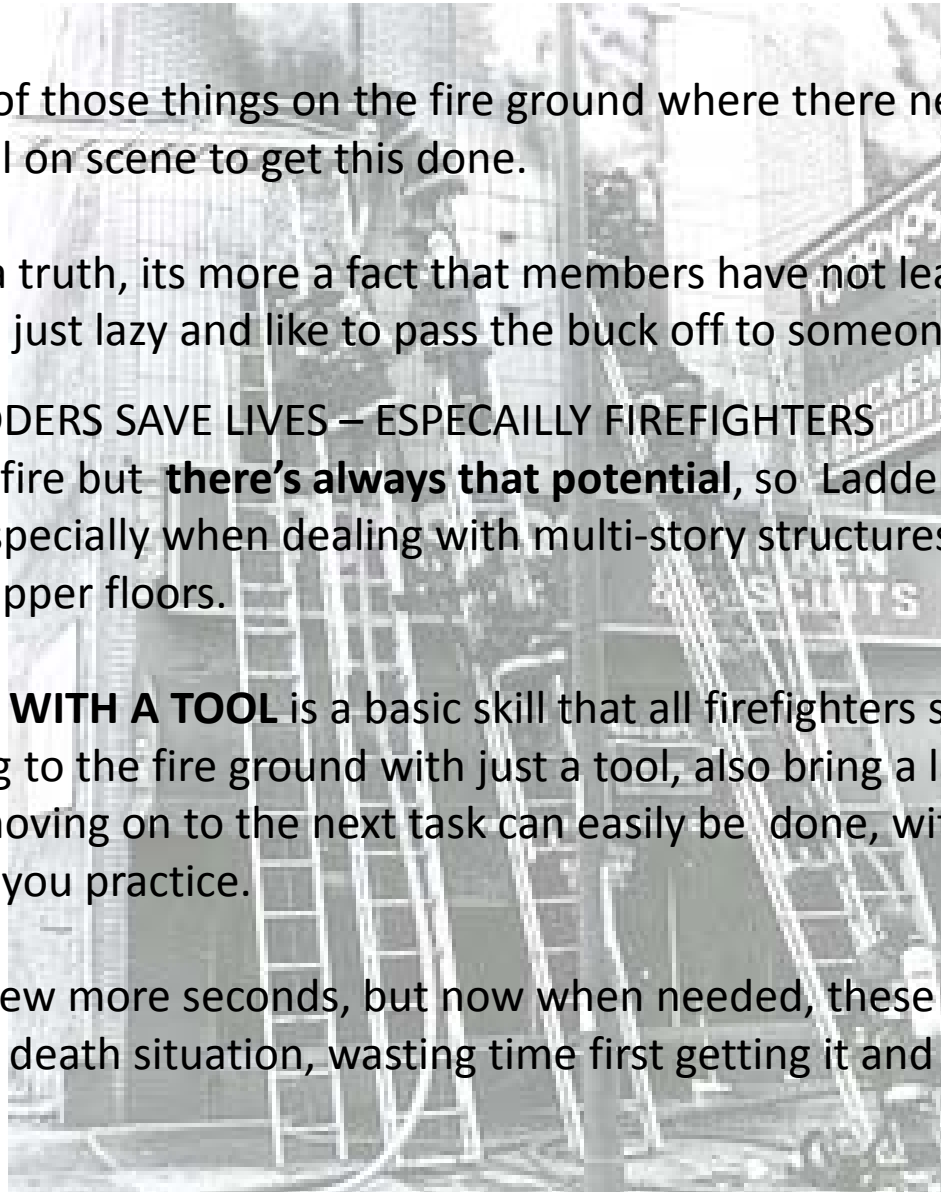 of those things on the fire ground where there ne
l on scene to get this done.
a truth, its more a fact that members have not lea
just lazy and like to pass the buck off to someon
DDERS SAVE LIVES – ESPECAILLY FIREFIGHTERS
fire but there’s always that potential, so Ladde
specially when dealing with multi-story structures
pper floors.
WITH A TOOL is a basic skill that all firefighters s
g to the fire ground with just a tool, also bring a l
moving on to the next task can easily be done, wit
you practice.
ew more seconds, but now when needed, these
death situation, wasting time first getting it and